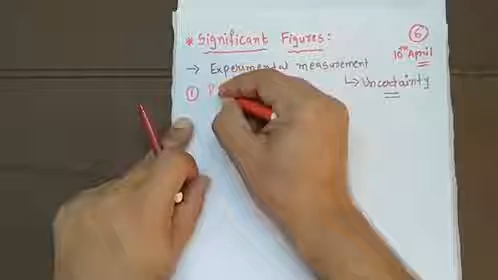 * Significant Figures:
6
10th April
→ Experimental measurement
↳ Uncertainty
①